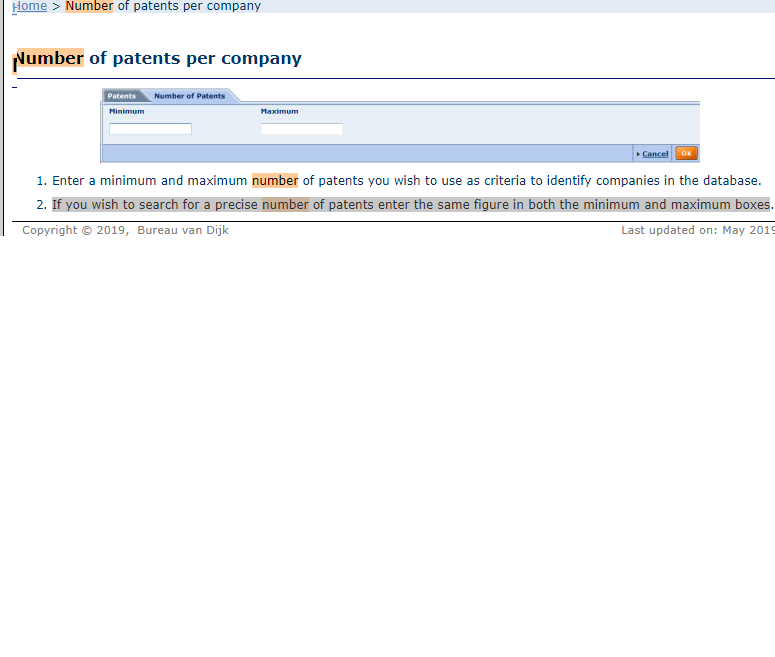 Home > Number of patents per company
Number of patents per company
Patents Number of Patents
Minimum Maximum
Cancel OK
1. Enter a minimum and maximum number of patents you wish to use as criteria to identify companies in the database.
2. If you wish to search for a precise number of patents enter the same figure in both the minimum and maximum boxes.
Copyright © 2019, Bureau van Dijk Last updated on: May 2019